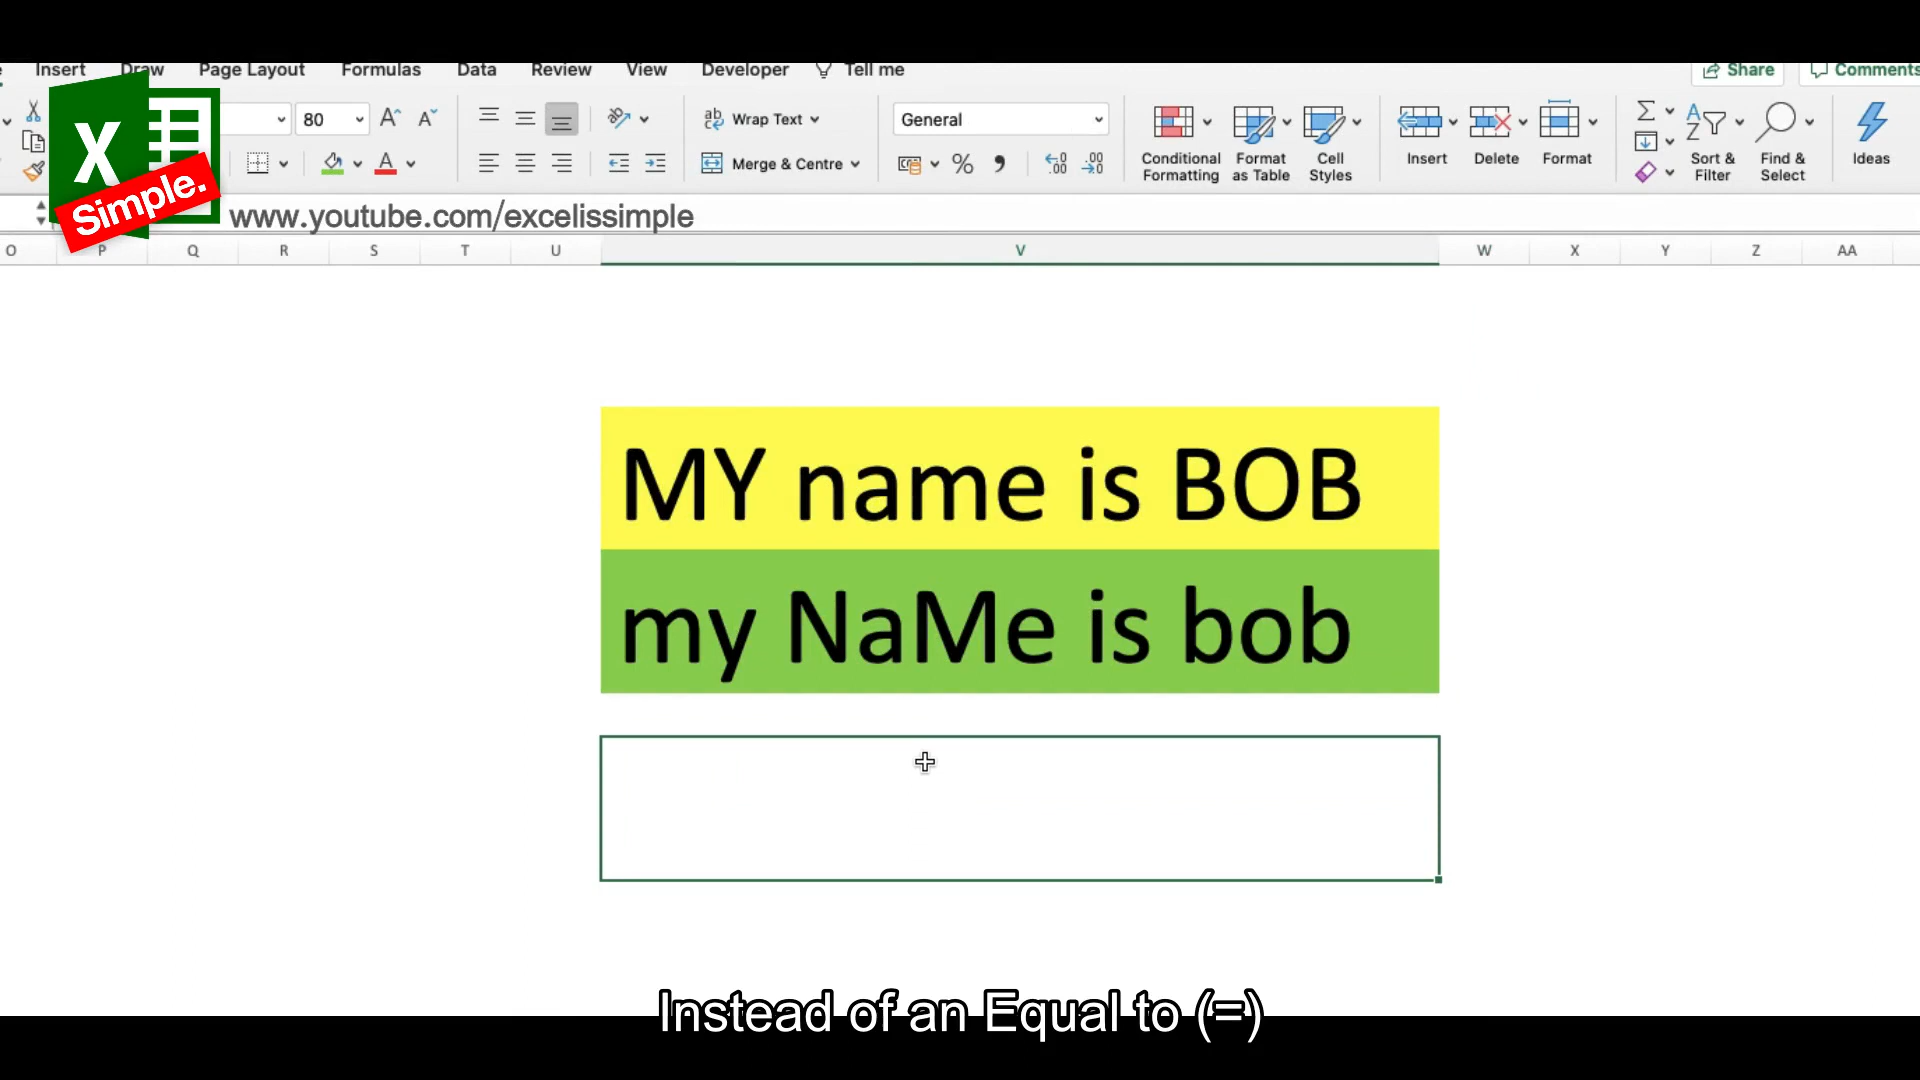 Insert Draw Page Layout Formulas Data Review View Developer Tell me Share Comments
80 Wrap Text General
Merge & Centre % Conditional Formatting Format as Table Cell Styles Insert Delete Format Sort & Filter Find & Select Ideas
X
Simple.
www.youtube.com/excelissimple
O P Q R S T U V W X Y Z AA
MY name is BOB
my NaMe is bob
Instead of an Equal to (=)